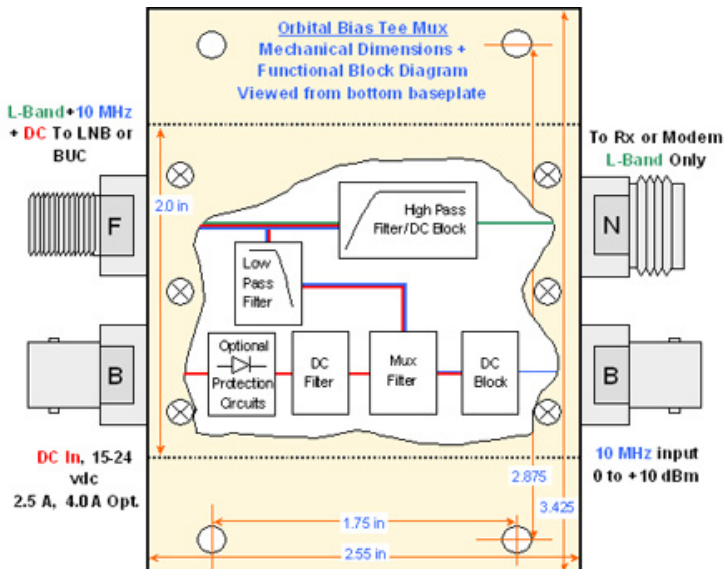 Orbital Bias Tee Mux
Mechanical Dimensions +
Functional Block Diagram
Viewed from bottom baseplate
L-Band+10 MHz
+ DC To LNB or
BUC
To Rx or Modem
L-Band Only
2.0 in
F
N
High Pass
Filter/DC Block
Low
Pass
Filter
B
Optional
Protection
Circuits
DC
Filter
Mux
Filter
DC
Block
B
DC In, 15-24
vdc
2.5 A, 4.0 A Opt.
10 MHz input
0 to +10 dBm
2.875
3.425
1.75 in
2.55 in